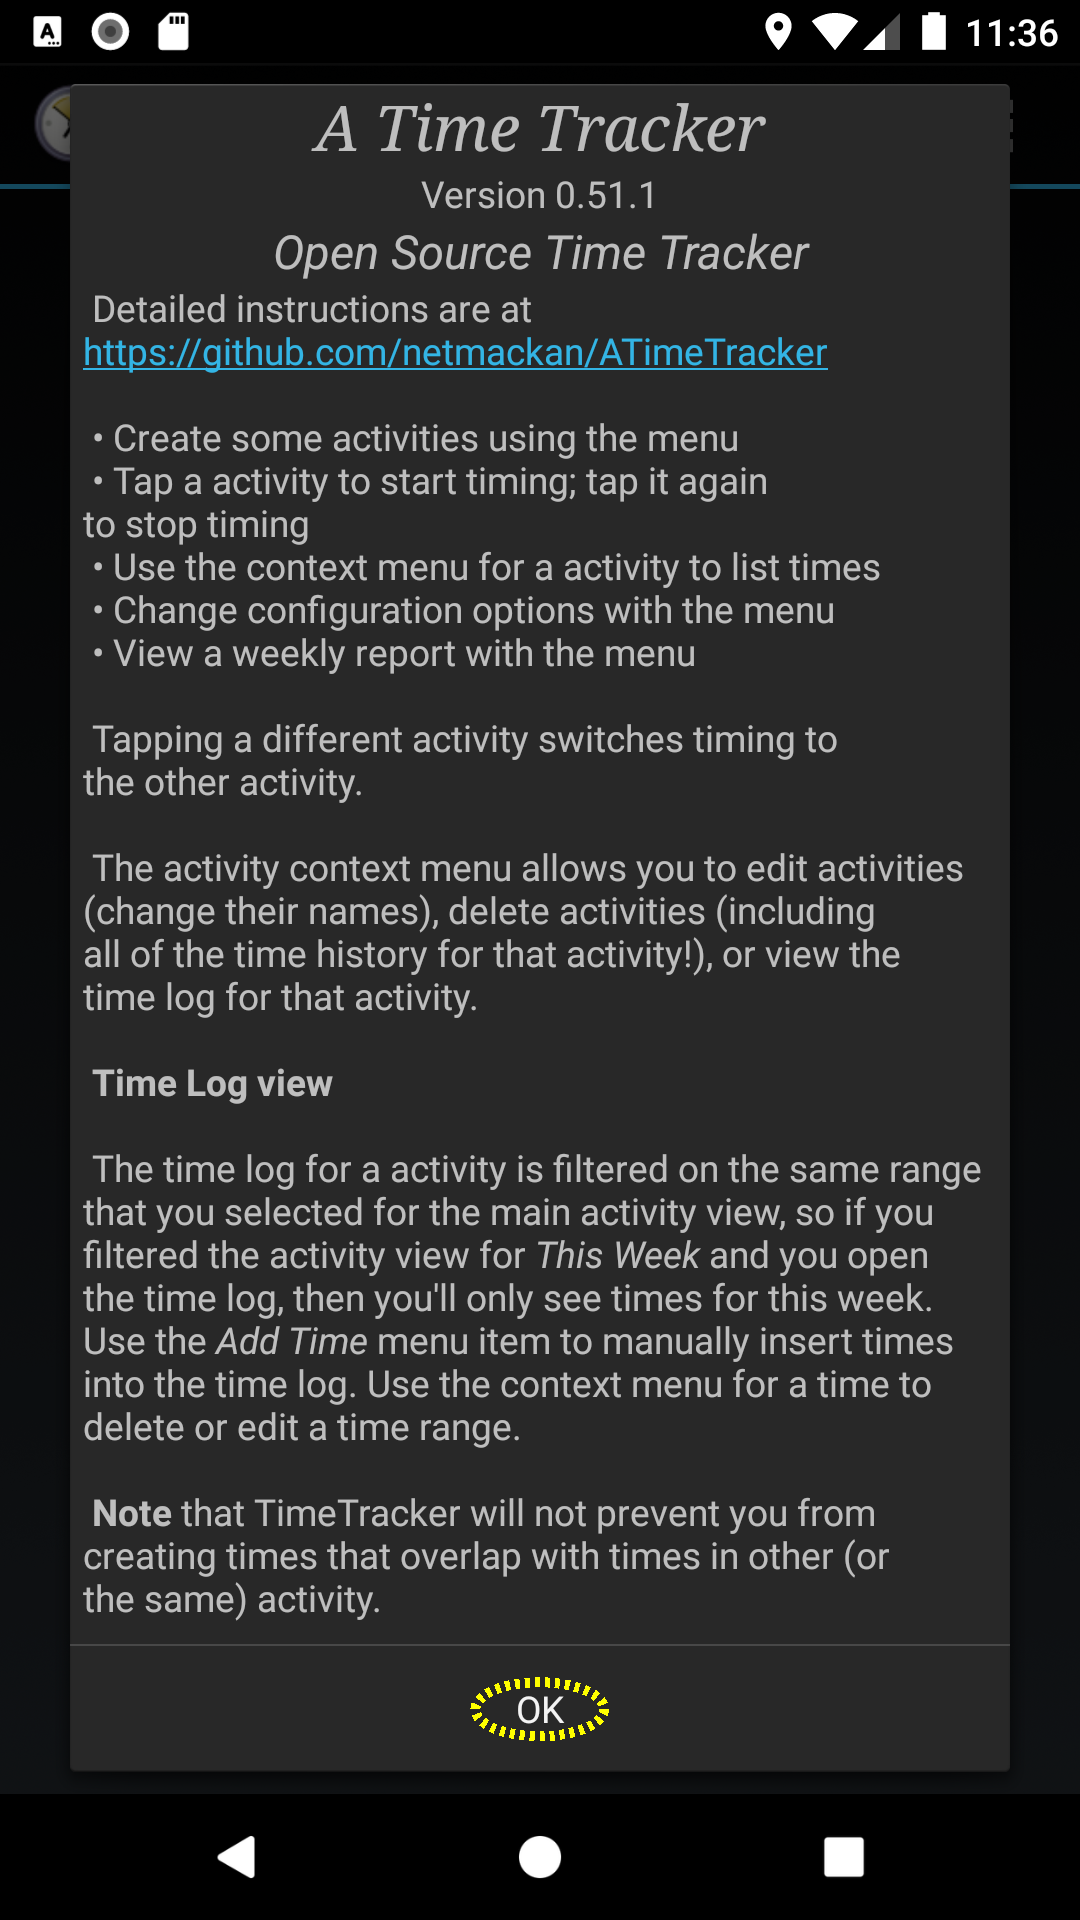 11:36
A Time Tracker
Version 0.51.1
Open Source Time Tracker
Detailed instructions are at
https://github.com/netmackan/ATimeTracker
• Create some activities using the menu
• Tap a activity to start timing; tap it again
to stop timing
• Use the context menu for a activity to list times
• Change configuration options with the menu
• View a weekly report with the menu
Tapping a different activity switches timing to
the other activity.
The activity context menu allows you to edit activities
(change their names), delete activities (including
all of the time history for that activity!), or view the
time log for that activity.
Time Log view
The time log for a activity is filtered on the same range
that you selected for the main activity view, so if you
filtered the activity view for This Week and you open
the time log, then you'll only see times for this week.
Use the Add Time menu item to manually insert times
into the time log. Use the context menu for a time to
delete or edit a time range.
Note that TimeTracker will not prevent you from
creating times that overlap with times in other (or
the same) activity.
OK